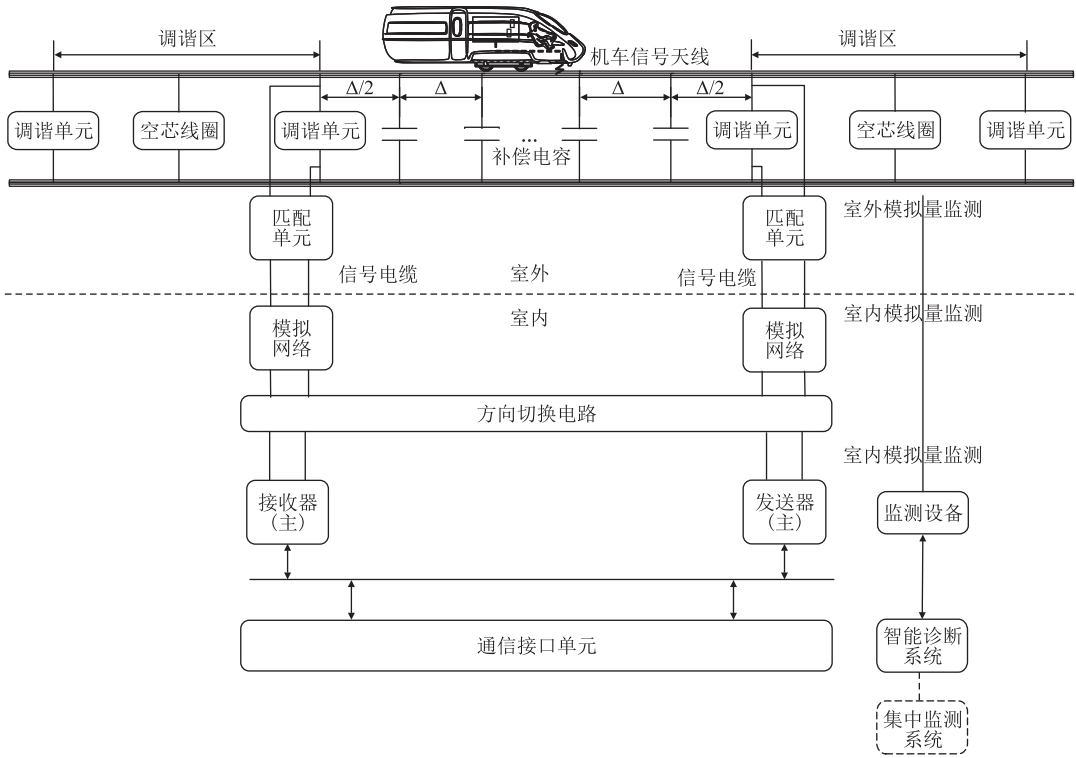 调谐区
机车信号天线
调谐区
Δ/2
Δ
Δ
Δ/2
调谐单元
空芯线圈
调谐单元
...
补偿电容
调谐单元
空芯线圈
调谐单元
匹配
单元
匹配
单元
室外模拟量监测
信号电缆
室外
信号电缆
室内
室内模拟量监测
模拟
网络
模拟
网络
方向切换电路
室内模拟量监测
接收器
(主)
发送器
(主)
监测设备
通信接口单元
智能诊断
系统
集中监测
系统